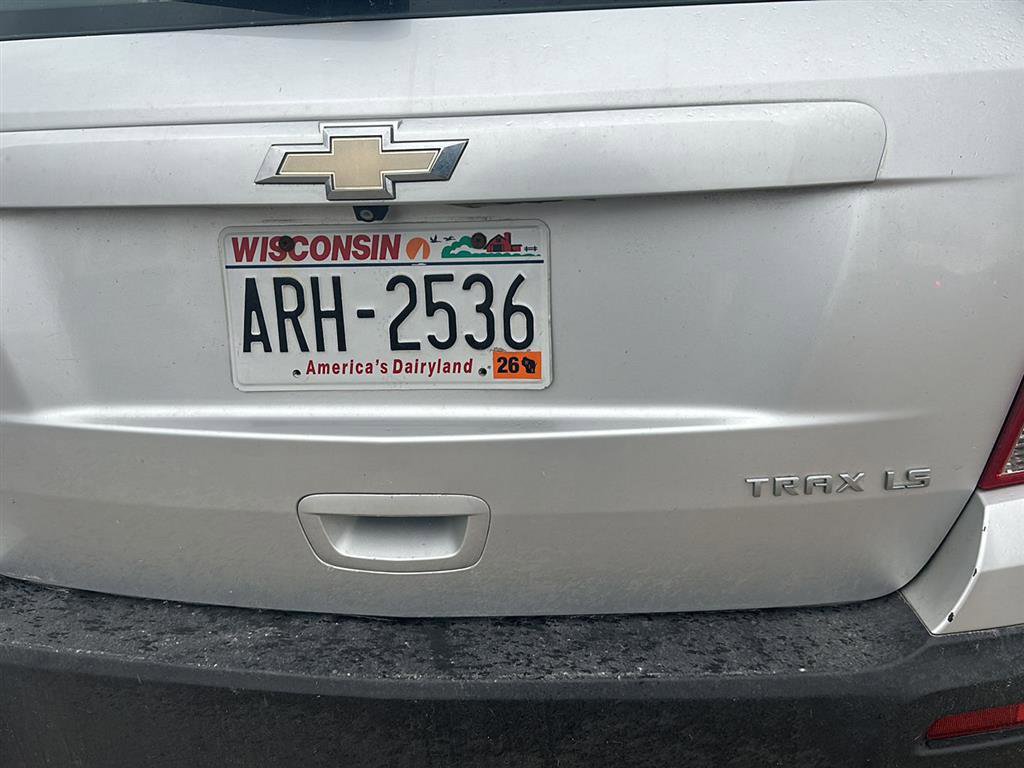 WISCONSIN
ARH-2536
America's Dairyland 26
TRAX LS